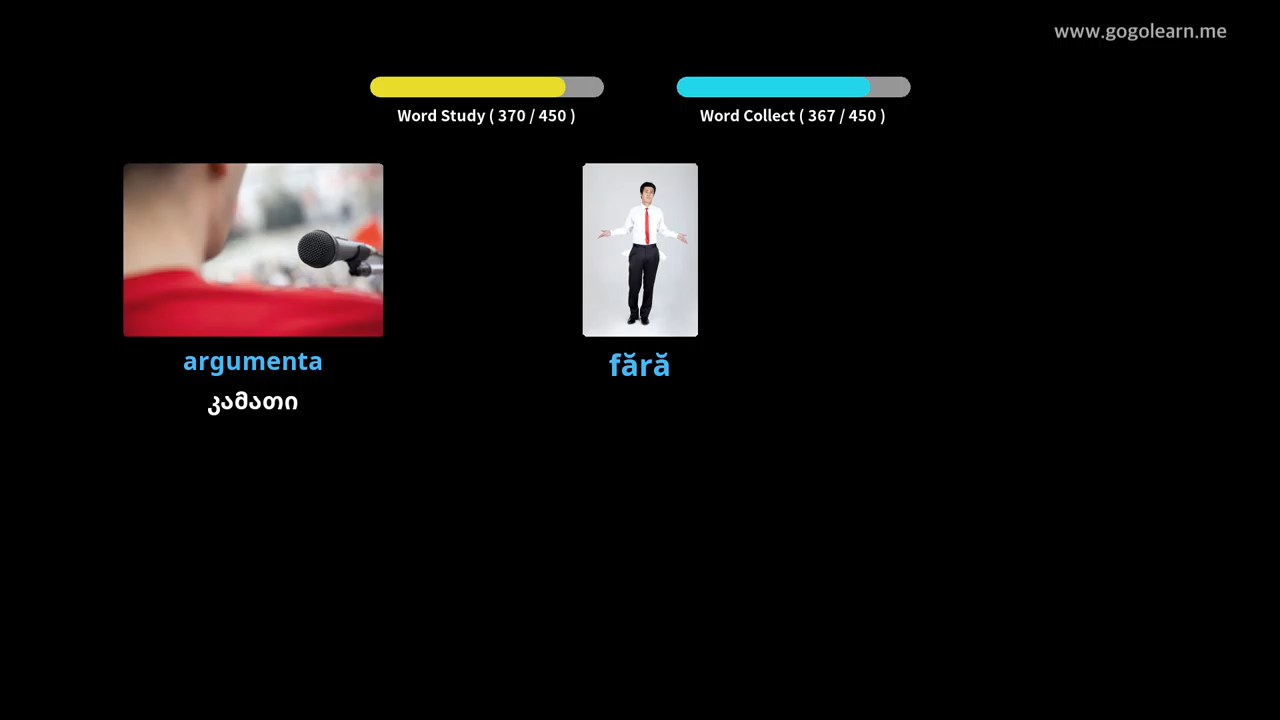 www.gogolearn.me
Word Study ( 370 / 450 )
Word Collect ( 367 / 450 )
argumenta
კამათი
fără